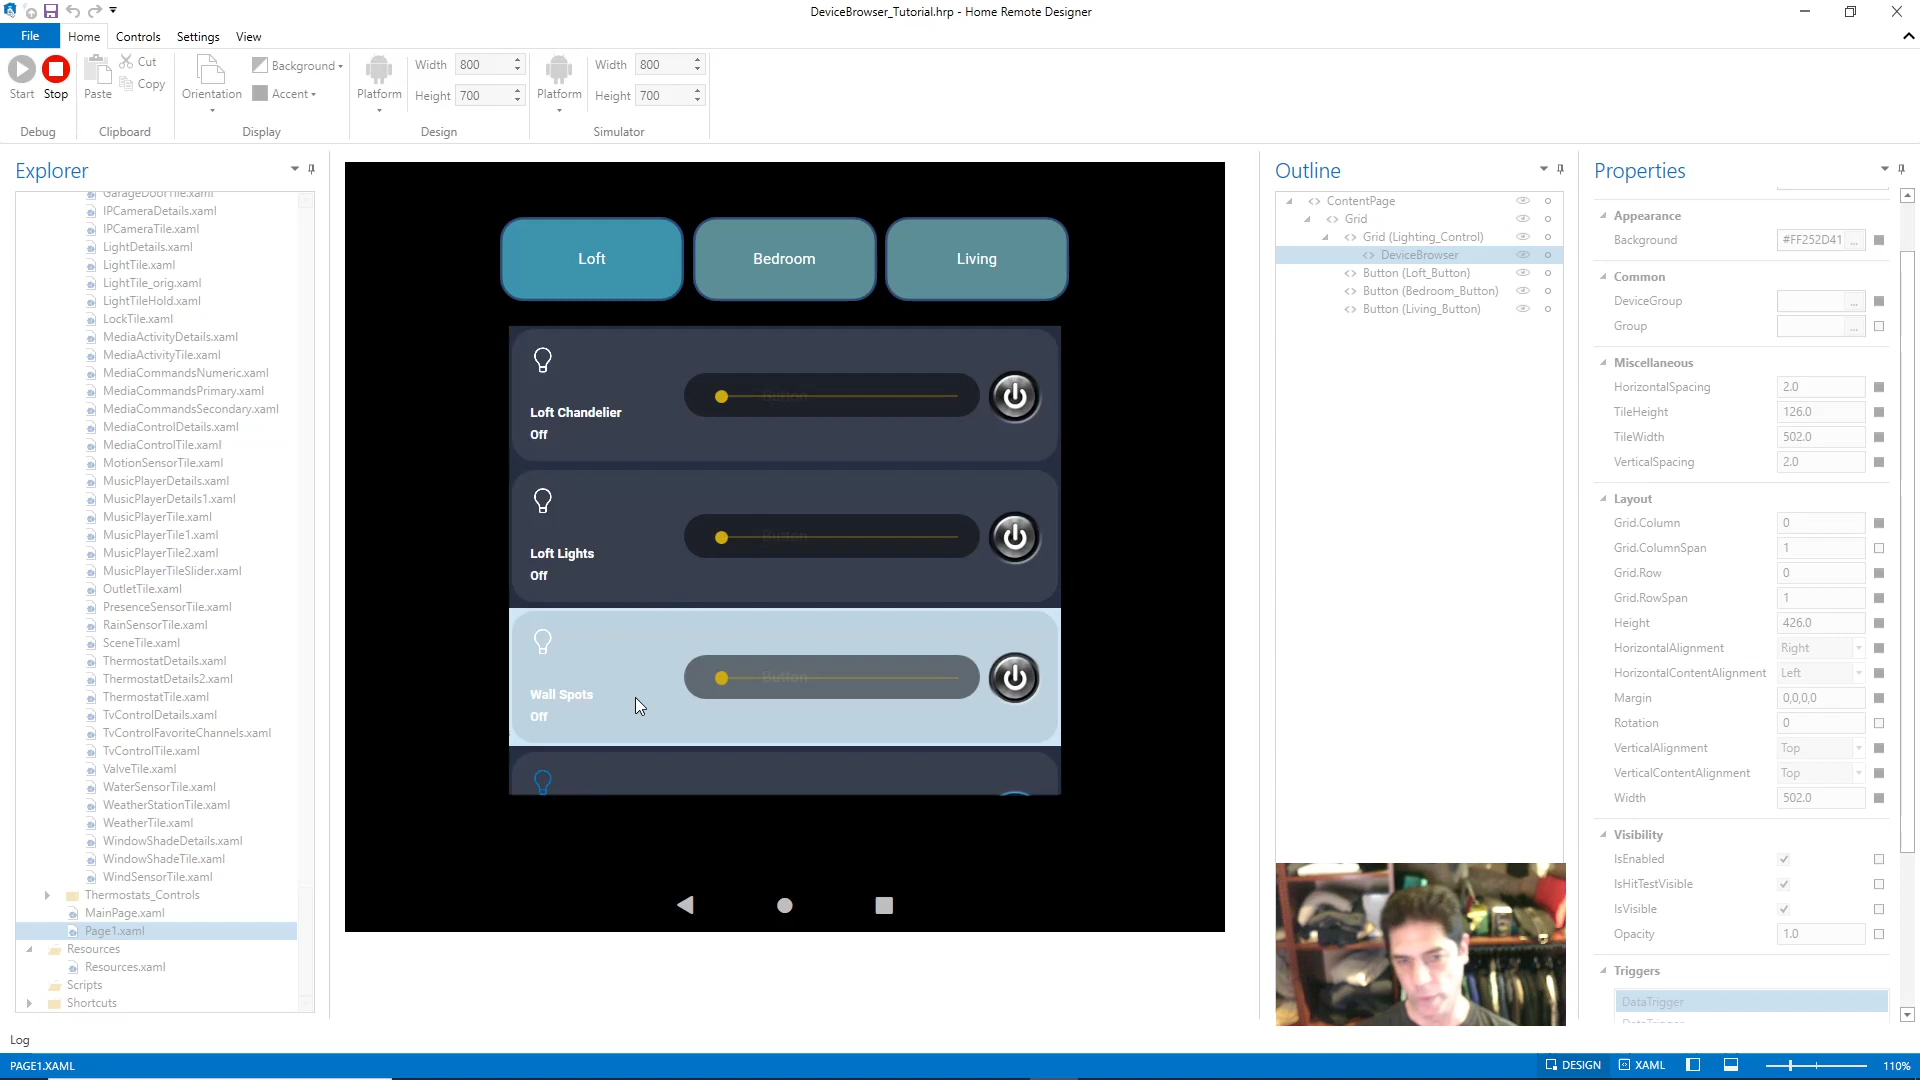 DeviceBrowser_Tutorial.hrp - Home Remote Designer
File
Home
Controls
Settings
View
Start
Stop
Debug
Paste
Cut
Copy
Clipboard
Orientation
Background
Accent
Display
Platform
Width 800
Height 700
Design
Platform
Width 800
Height 700
Simulator
Explorer
GarageDoorTile.xaml
IPCameraDetails.xaml
IPCameraTile.xaml
LightDetails.xaml
LightTile.xaml
LightTile_orig.xaml
LightTileHold.xaml
LockTile.xaml
MediaActivityDetails.xaml
MediaActivityTile.xaml
MediaCommandsNumeric.xaml
MediaCommandsPrimary.xaml
MediaCommandsSecondary.xaml
MediaControlDetails.xaml
MediaControlTile.xaml
MotionSensorTile.xaml
MusicPlayerDetails.xaml
MusicPlayerDetails1.xaml
MusicPlayerTile.xaml
MusicPlayerTile1.xaml
MusicPlayerTile2.xaml
MusicPlayerTileSlider.xaml
OutletTile.xaml
PresenceSensorTile.xaml
RainSensorTile.xaml
SceneTile.xaml
ThermostatDetails.xaml
ThermostatDetails2.xaml
ThermostatTile.xaml
TvControlDetails.xaml
TvControlFavoriteChannels.xaml
TvControlTile.xaml
ValveTile.xaml
WaterSensorTile.xaml
WeatherStationTile.xaml
WeatherTile.xaml
WindowShadeDetails.xaml
WindowShadeTile.xaml
WindSensorTile.xaml
Thermostats_Controls
MainPage.xaml
Page1.xaml
Resources
Resources.xaml
Scripts
Shortcuts
Loft
Bedroom
Living
Button
Loft Chandelier
Off
Button
Loft Lights
Off
Button
Wall Spots
Off
Outline
ContentPage
Grid
Grid (Lighting_Control)
DeviceBrowser
Button (Loft_Button)
Button (Bedroom_Button)
Button (Living_Button)
Properties
Appearance
Background #FF252D41 ...
Common
DeviceGroup ...
Group ...
Miscellaneous
HorizontalSpacing 2.0
TileHeight 126.0
TileWidth 502.0
VerticalSpacing 2.0
Layout
Grid.Column 0
Grid.ColumnSpan 1
Grid.Row 0
Grid.RowSpan 1
Height 426.0
HorizontalAlignment Right
HorizontalContentAlignment Left
Margin 0,0,0,0
Rotation 0
VerticalAlignment Top
VerticalContentAlignment Top
Width 502.0
Visibility
IsEnabled
IsHitTestVisible
IsVisible
Opacity 1.0
Triggers
DataTrigger
DataTrigger
Log
PAGE1.XAML
DESIGN
XAML
110%